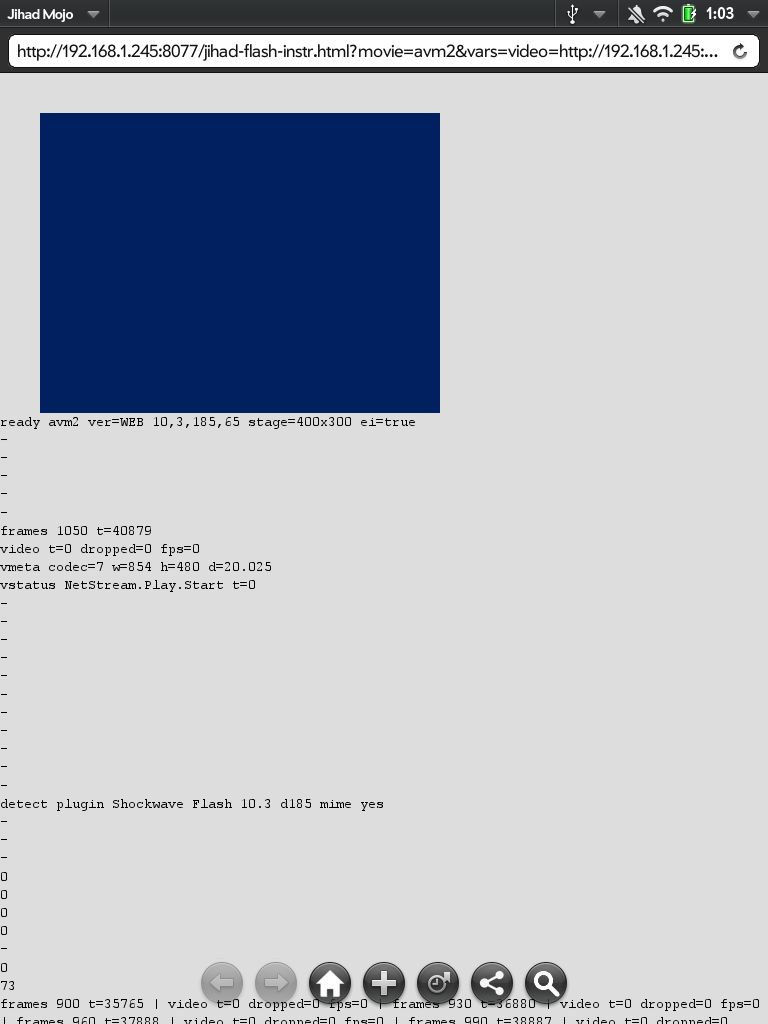 Jihad Mojo
1:03
http://192.168.1.245:8077/jihad-flash-instr.html?movie=avm2&vars=video=http://192.168.1.245:...
ready avm2 ver=WEB 10,3,185,65 stage=400x300 ei=true
-
-
-
-
-
frames 1050 t=40879
video t=0 dropped=0 fps=0
vmeta codec=7 w=854 h=480 d=20.025
vstatus NetStream.Play.Start t=0
-
-
-
-
-
-
-
-
-
-
-
detect plugin Shockwave Flash 10.3 d185 mime yes
-
-
-
0
0
0
0
-
0
73
frames 900 t=35765 | video t=0 dropped=0 fps=0 | frames 930 t=36880 | video t=0 dropped=0 fps=0
| frames 960 t=37888 | video t=0 dropped=0 fps=0 | frames 990 t=38887 | video t=0 dropped=0